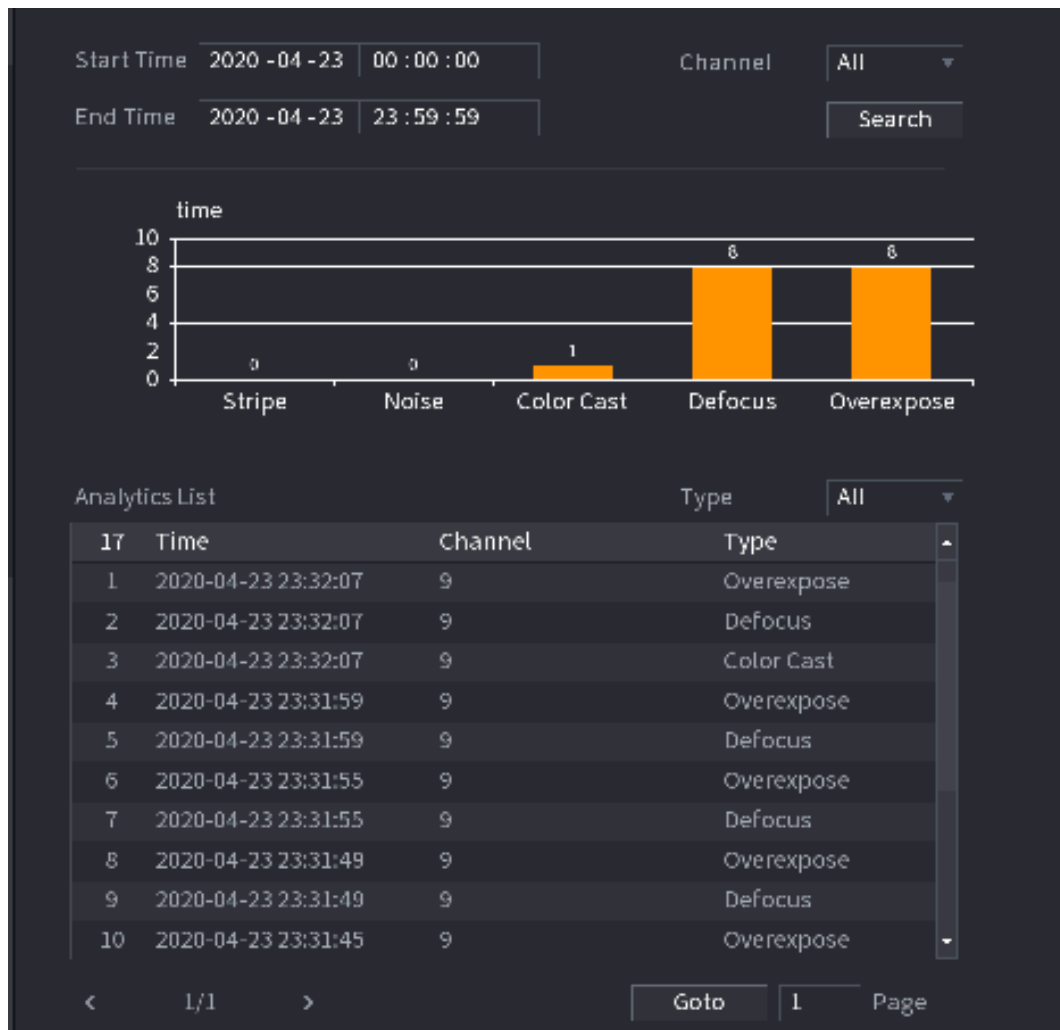 Start Time 2020 -04 -23 00 : 00 : 00 Channel All
End Time 2020 -04 -23 23 : 59 : 59 Search
time
10
8 8 8
6
4
2 0 0 1
0
Stripe Noise Color Cast Defocus Overexpose
Analytics List Type All
17 Time Channel Type
1 2020-04-23 23:32:07 9 Overexpose
2 2020-04-23 23:32:07 9 Defocus
3 2020-04-23 23:32:07 9 Color Cast
4 2020-04-23 23:31:59 9 Overexpose
5 2020-04-23 23:31:59 9 Defocus
6 2020-04-23 23:31:55 9 Overexpose
7 2020-04-23 23:31:55 9 Defocus
8 2020-04-23 23:31:49 9 Overexpose
9 2020-04-23 23:31:49 9 Defocus
10 2020-04-23 23:31:45 9 Overexpose
< 1/1 > Goto 1 Page